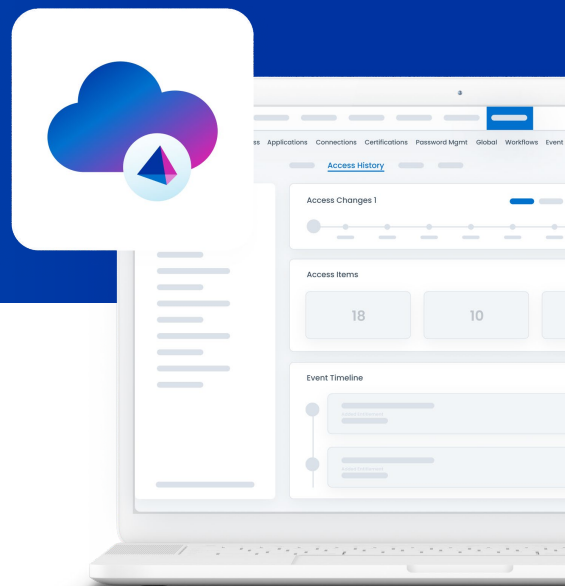 ss Applications Connections Certifications Password Mgmt Global Workflows Event
Access History
Access Changes 1
Access Items
18
10
Event Timeline